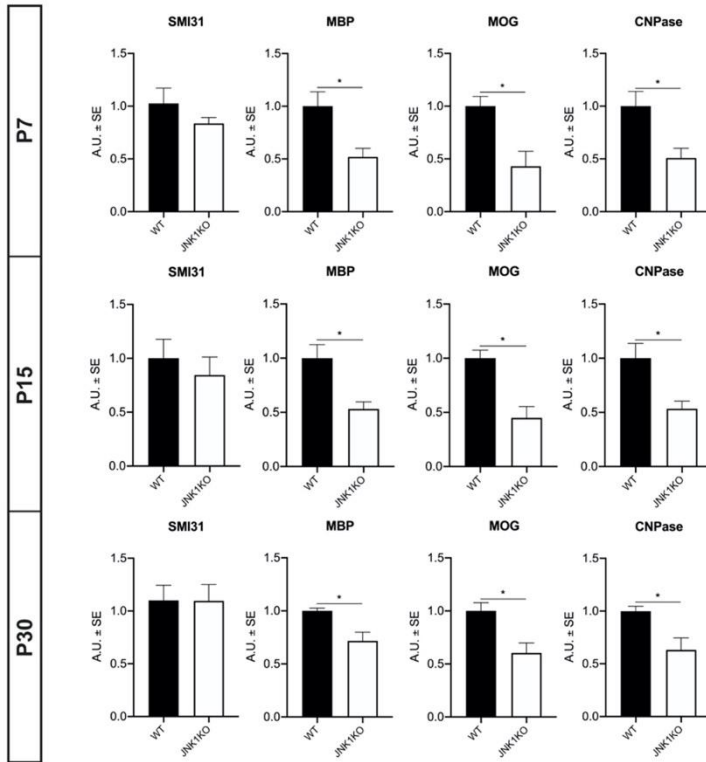 P7
SMI31
MBP
MOG
CNPase
A.U. ± SE
1.5
1.0
0.5
0.0
WT
JNK1KO
*
A.U. ± SE
1.5
1.0
0.5
0.0
WT
JNK1KO
*
A.U. ± SE
1.5
1.0
0.5
0.0
WT
JNK1KO
*
A.U. ± SE
1.5
1.0
0.5
0.0
WT
JNK1KO
P15
SMI31
MBP
MOG
CNPase
A.U. ± SE
1.5
1.0
0.5
0.0
WT
JNK1KO
*
A.U. ± SE
1.5
1.0
0.5
0.0
WT
JNK1KO
*
A.U. ± SE
1.5
1.0
0.5
0.0
WT
JNK1KO
*
A.U. ± SE
1.5
1.0
0.5
0.0
WT
JNK1KO
P30
SMI31
MBP
MOG
CNPase
A.U. ± SE
1.5
1.0
0.5
0.0
WT
JNK1KO
*
A.U. ± SE
1.5
1.0
0.5
0.0
WT
JNK1KO
*
A.U. ± SE
1.5
1.0
0.5
0.0
WT
JNK1KO
*
A.U. ± SE
1.5
1.0
0.5
0.0
WT
JNK1KO